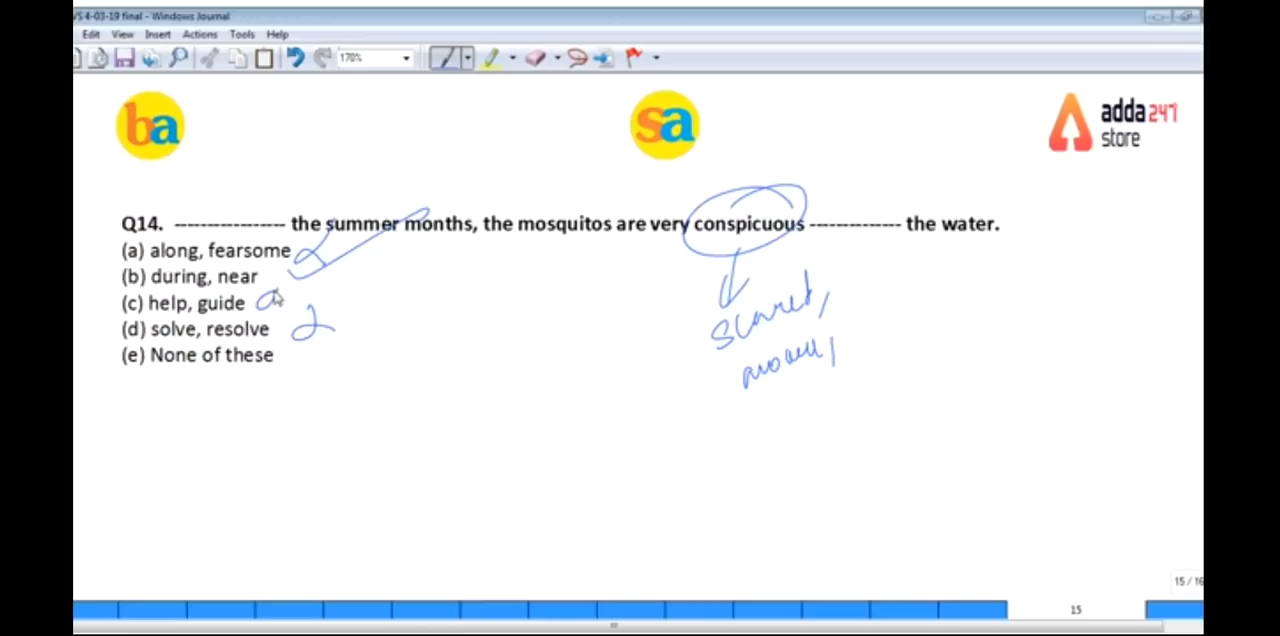 VS 4-03-19 final - Windows Journal
Edit View Insert Actions Tools Help
170%
ba
sa
adda247
store
Q14. ---------------- the summer months, the mosquitos are very conspicuous ------------- the water.
(a) along, fearsome
(b) during, near
(c) help, guide
(d) solve, resolve
(e) None of these
15 / 16
15